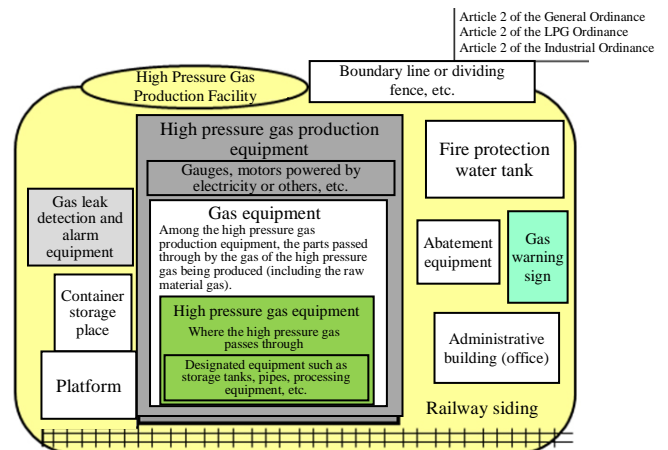 Article 2 of the General Ordinance
Article 2 of the LPG Ordinance
Article 2 of the Industrial Ordinance
High Pressure Gas
Production Facility
Boundary line or dividing
fence, etc.
High pressure gas production
equipment
Gauges, motors powered by
electricity or others, etc.
Fire protection
water tank
Gas leak
detection and
alarm equipment
Gas equipment
Among the high pressure gas
production equipment, the parts passed
through by the gas of the high pressure
gas being produced (including the raw
material gas).
Abatement
equipment
Gas
warning
sign
Container
storage
place
High pressure gas equipment
Where the high pressure gas
passes through
Designated equipment such as
storage tanks, pipes, processing
equipment, etc.
Administrative
building (office)
Platform
Railway siding